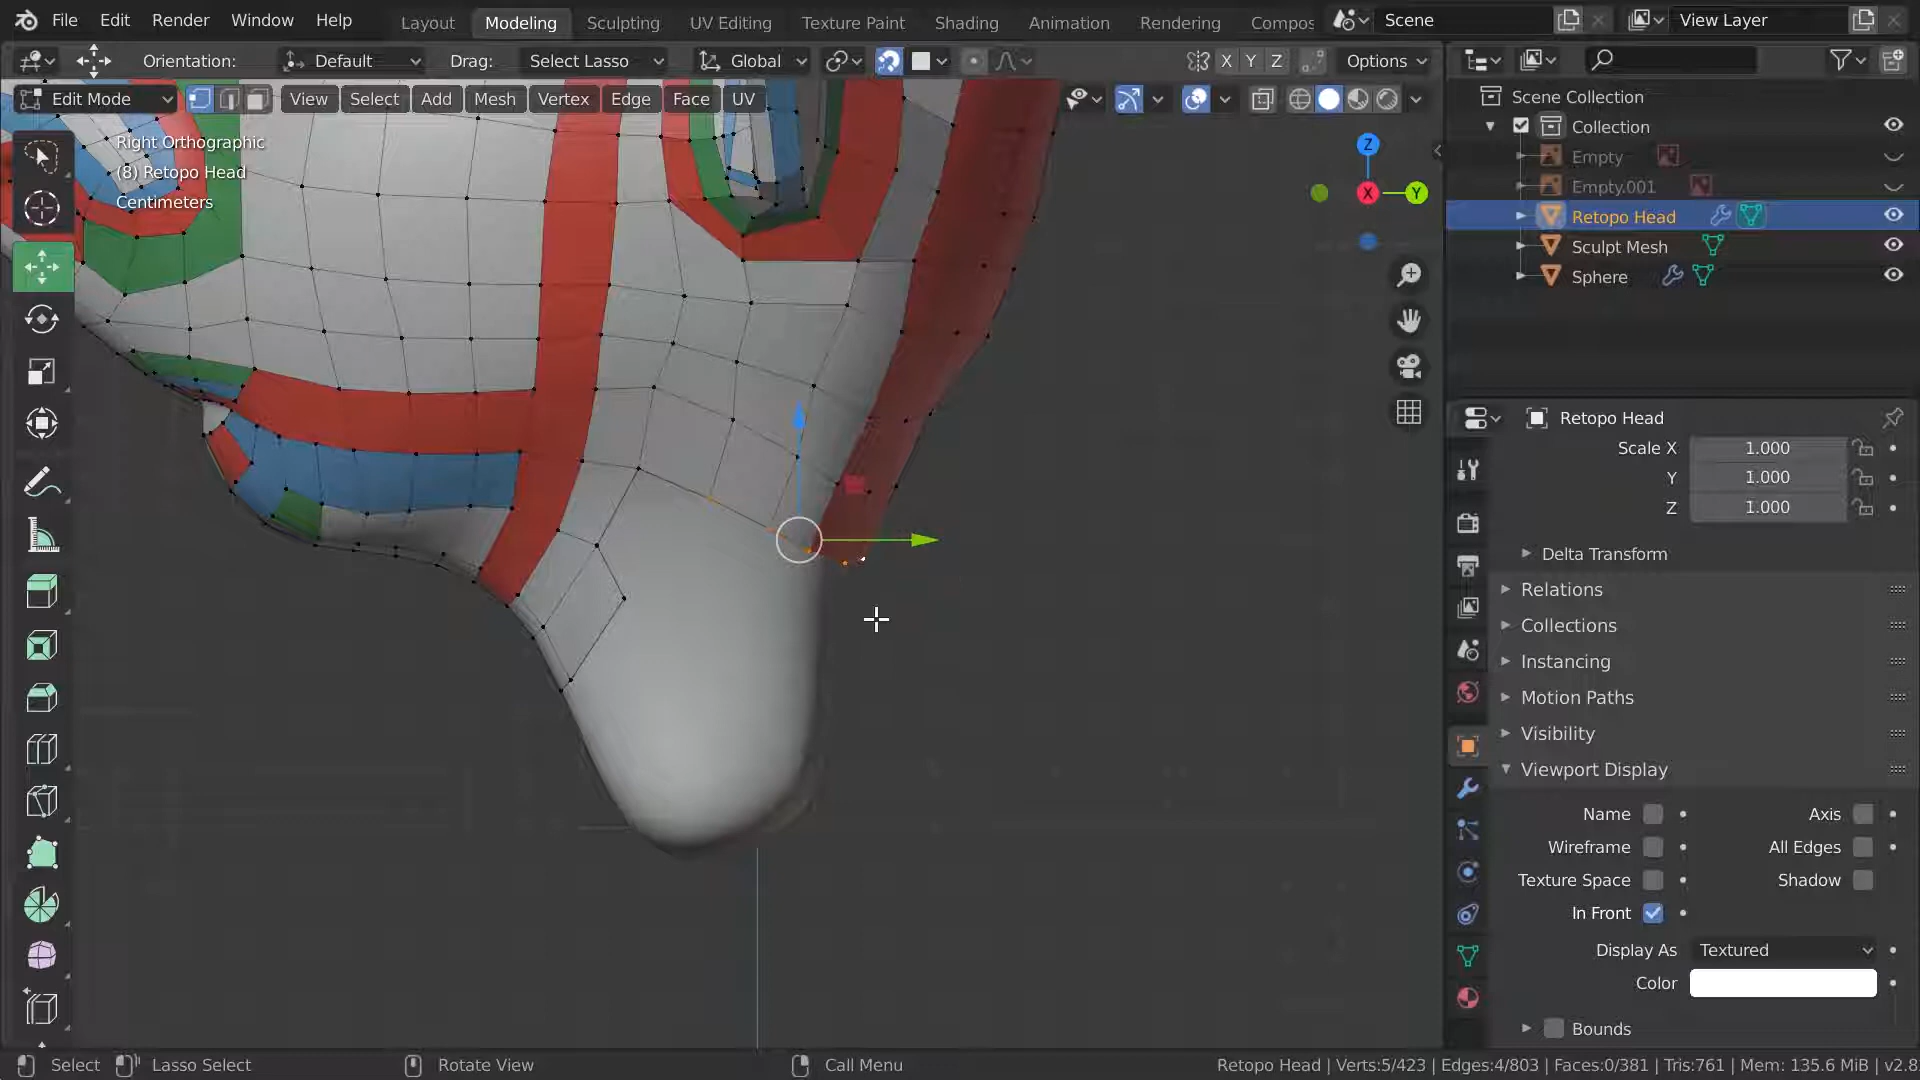 File Edit Render Window Help Layout Modeling Sculpting UV Editing Texture Paint Shading Animation Rendering Compos Scene View Layer
Orientation: Default Drag: Select Lasso Global X Y Z Options
Edit Mode View Select Add Mesh Vertex Edge Face UV
Scene Collection
Collection
Right Orthographic
(8) Retopo Head
Centimeters
Z
X
Y
Empty
Empty.001
Retopo Head
Sculpt Mesh
Sphere
Retopo Head
Scale X 1.000
Y 1.000
Z 1.000
Delta Transform
Relations
Collections
Instancing
Motion Paths
Visibility
Viewport Display
Name Axis
Wireframe All Edges
Texture Space Shadow
In Front
Display As Textured
Color
Bounds
Select Lasso Select Rotate View Call Menu Retopo Head | Verts:5/423 | Edges:4/803 | Faces:0/381 | Tris:761 | Mem: 135.6 MiB | v2.8